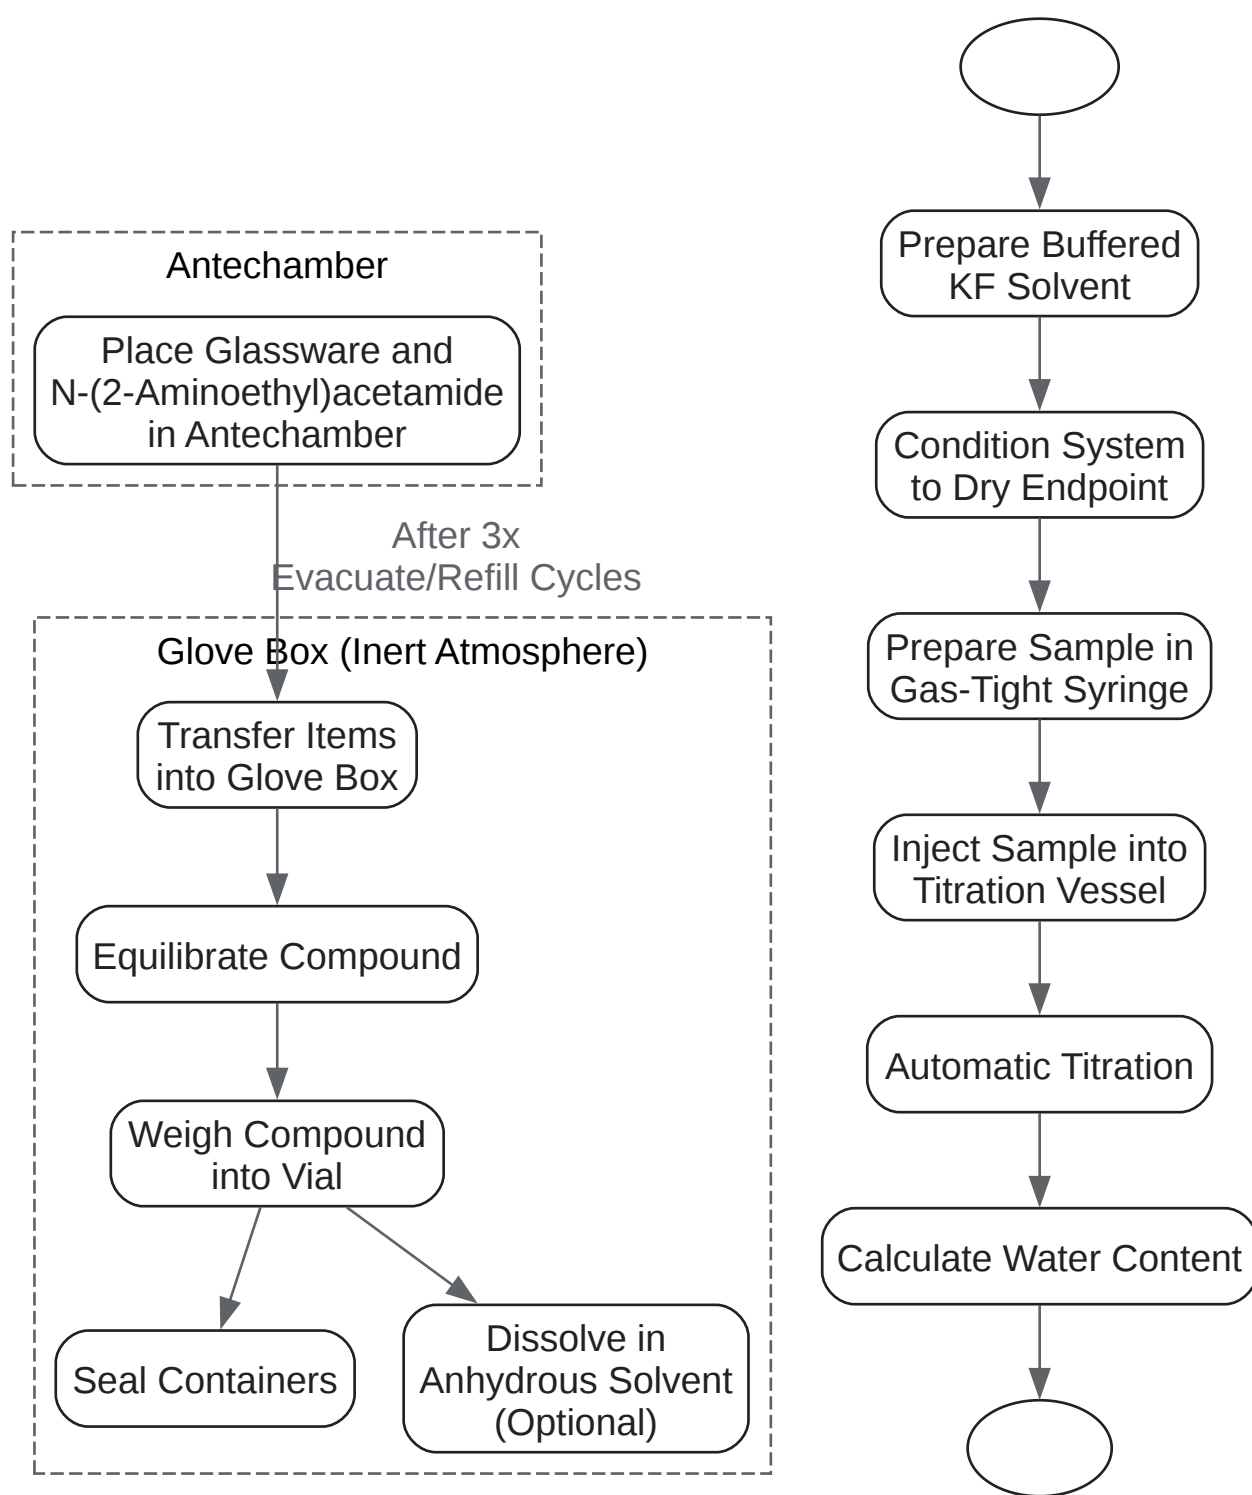 Antechamber
Place Glassware and
N-(2-Aminoethyl)acetamide
in Antechamber
After 3x
Evacuate/Refill Cycles
Glove Box (Inert Atmosphere)
Transfer Items
into Glove Box
Equilibrate Compound
Weigh Compound
into Vial
Seal Containers
Dissolve in
Anhydrous Solvent
(Optional)
Prepare Buffered
KF Solvent
Condition System
to Dry Endpoint
Prepare Sample in
Gas-Tight Syringe
Inject Sample into
Titration Vessel
Automatic Titration
Calculate Water Content